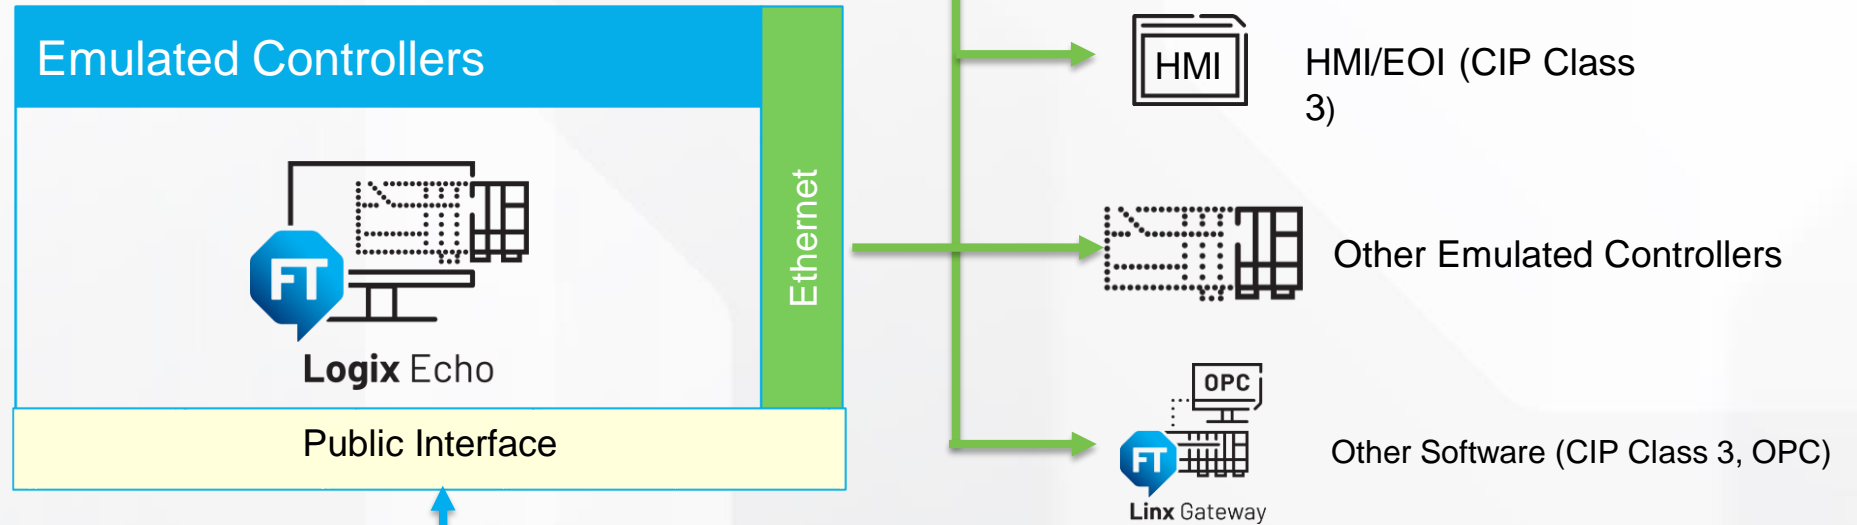 Emulated Controllers
FT
Logix Echo
Ethernet
Public Interface
HMI
HMI/EOI (CIP Class
3)
Other Emulated Controllers
OPC
FT
Linx Gateway
Other Software (CIP Class 3, OPC)